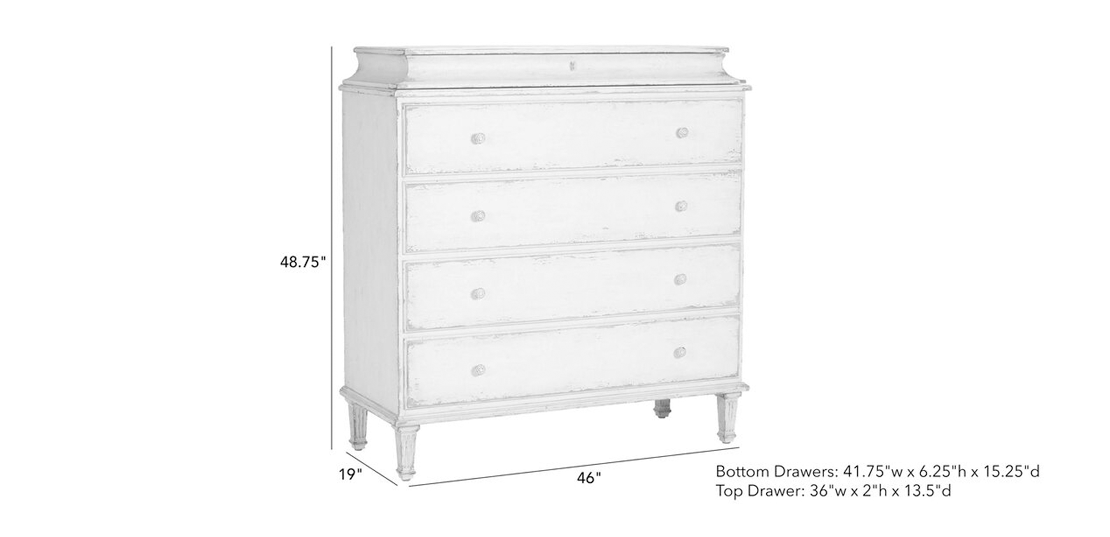 48.75"
19"
46"
Bottom Drawers: 41.75"w x 6.25"h x 15.25"d
Top Drawer: 36"w x 2"h x 13.5"d